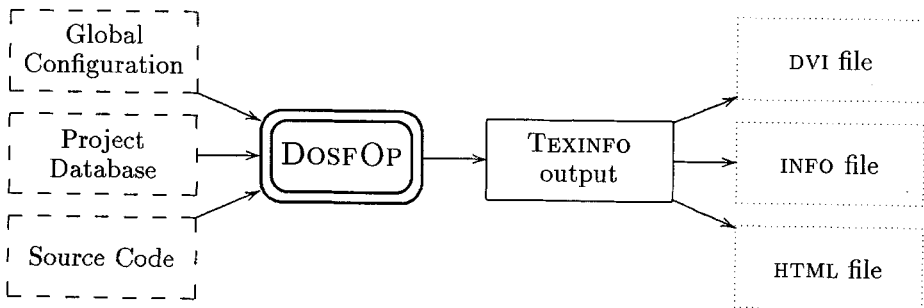 Global
Configuration
Project
Database
Source Code
DOSFOP
TEXINFO
output
DVI file
INFO file
HTML file